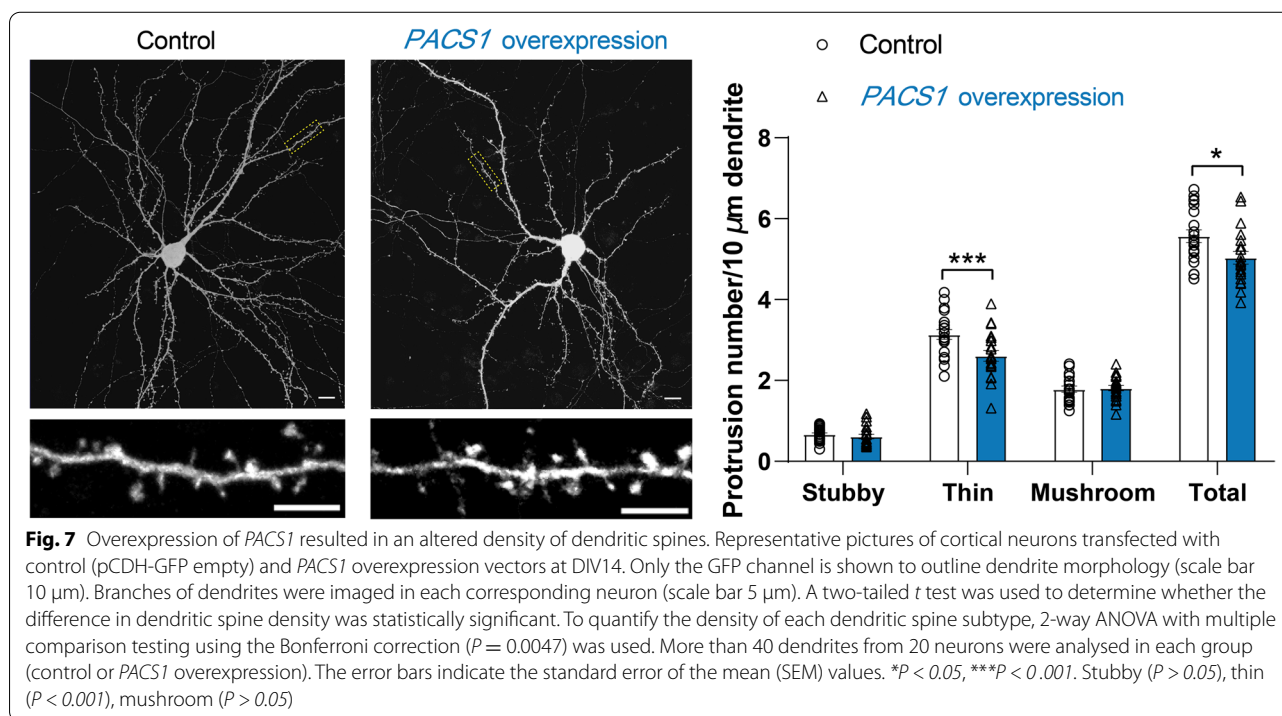 Control
PACS1 overexpression
Control
PACS1 overexpression
Protrusion number/10 μm dendrite
8
6
4
2
0
***
*
Stubby
Thin
Mushroom
Total
Fig. 7 Overexpression of PACS1 resulted in an altered density of dendritic spines. Representative pictures of cortical neurons transfected with
control (pCDH-GFP empty) and PACS1 overexpression vectors at DIV14. Only the GFP channel is shown to outline dendrite morphology (scale bar
10 μm). Branches of dendrites were imaged in each corresponding neuron (scale bar 5 μm). A two-tailed t test was used to determine whether the
difference in dendritic spine density was statistically significant. To quantify the density of each dendritic spine subtype, 2-way ANOVA with multiple
comparison testing using the Bonferroni correction (P = 0.0047) was used. More than 40 dendrites from 20 neurons were analysed in each group
(control or PACS1 overexpression). The error bars indicate the standard error of the mean (SEM) values. *P < 0.05, ***P < 0 .001. Stubby (P > 0.05), thin
(P < 0.001), mushroom (P > 0.05)